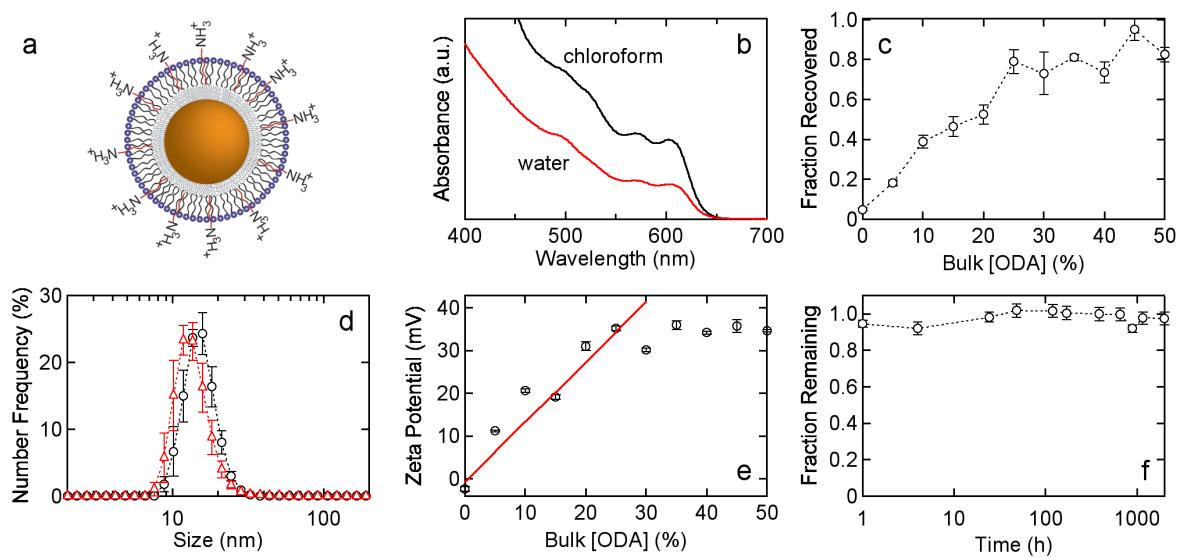 a
NH3+
+H3N
+H3N
+H3N
+H3N
+H3N
+H3N
+H3N
NH3+
NH3+
NH3+
NH3+
NH3+
NH3+
NH3+
b
chloroform
water
Absorbance (a.u.)
400 500 600 700
Wavelength (nm)
c
Fraction Recovered
1.0
0.8
0.6
0.4
0.2
0
0 10 20 30 40 50
Bulk [ODA] (%)
d
Number Frequency (%)
30
20
10
0
10 100
Size (nm)
e
Zeta Potential (mV)
40
30
20
10
0
0 10 20 30 40 50
Bulk [ODA] (%)
f
Fraction Remaining
1.0
0.8
0.6
0.4
0.2
0
1 10 100 1000
Time (h)